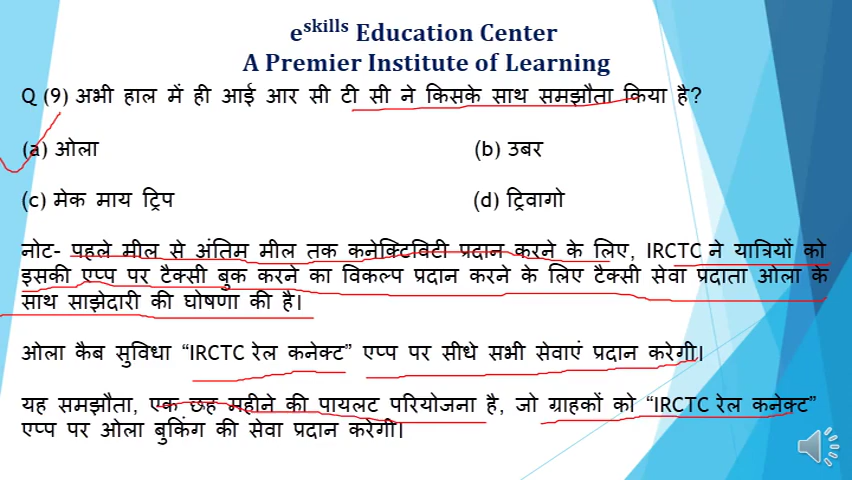 eskills Education Center
A Premier Institute of Learning
Q (9) अभी हाल में ही आई आर सी टी सी ने किसके साथ समझौता किया है?
(a) ओला (b) उबर
(c) मेक माय ट्रिप (d) ट्रिवागो
नोट- पहले मील से अंतिम मील तक कनेक्टिविटी प्रदान करने के लिए, IRCTC ने यात्रियों को
इसकी एप्प पर टैक्सी बुक करने का विकल्प प्रदान करने के लिए टैक्सी सेवा प्रदाता ओला के
साथ साझेदारी की घोषणा की है।
ओला कैब सुविधा “IRCTC रेल कनेक्ट” एप्प पर सीधे सभी सेवाएं प्रदान करेगी।
यह समझौता, एक छह महीने की पायलट परियोजना है, जो ग्राहकों को “IRCTC रेल कनेक्ट”
एप्प पर ओला बुकिंग की सेवा प्रदान करेगी।